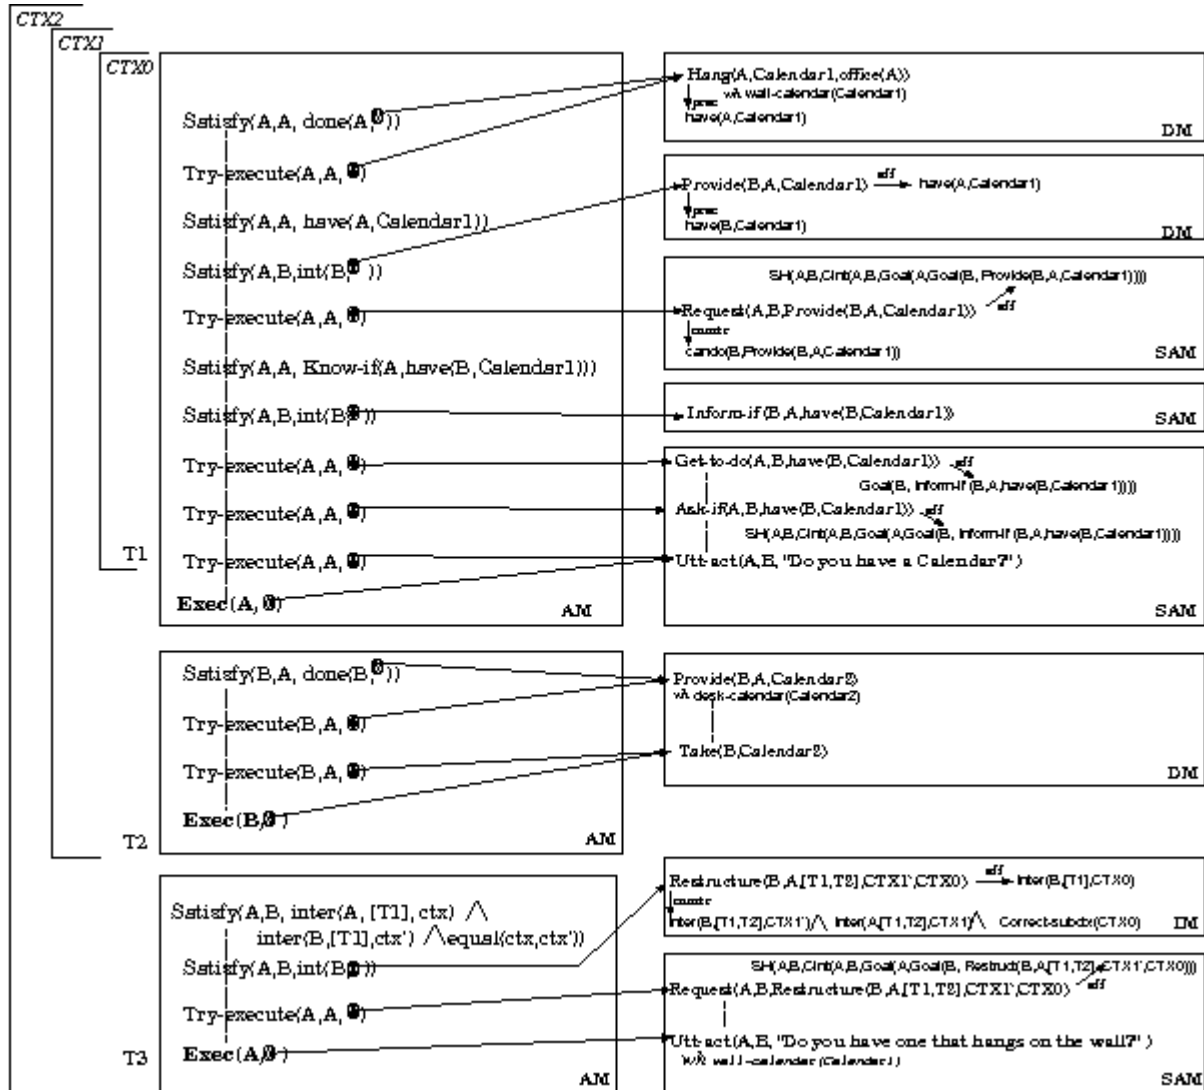 CTX2
CTX1
CTX0
Satisfy(A,A, done(A, ))
Try-execute(A,A, )
Satisfy(A,A, have(A,Calendar1))
Satisfy(A,B,int(B, ))
Try-execute(A,A, )
Satisfy(A,A, Know-if(A,have(B,Calendar1)))
Satisfy(A,B,int(B, ))
Try-execute(A,A, )
Try-execute(A,A, )
Try-execute(A,A, )
Exec(A, )
T1
AM
Hang(A,Calendar1,office(A))
wh wall-calendar(Calendar1)
prec
have(A,Calendar1)
DM
Provide(B,A,Calendar1) eff have(A,Calendar1)
prec
have(B,Calendar1)
DM
SH(A,B,CInt(A,B,Goal(A,Goal(B, Provide(B,A,Calendar1))))
Request(A,B,Provide(B,A,Calendar1)) eff
constr
cando(B,Provide(B,A,Calendar1))
SAM
Inform-if(B,A,have(B,Calendar1))
SAM
Get-to-do(A,B,have(B,Calendar1)) eff
Goal(B, Inform-if(B,A,have(B,Calendar1))))
Ask-if(A,B,have(B,Calendar1)) eff
SH(A,B,CInt(A,B,Goal(A,Goal(B, Inform-if(B,A,have(B,Calendar1))))
Utt-act(A,B, "Do you have a Calendar?")
SAM
Satisfy(B,A, done(B, ))
Try-execute(B,A, )
Try-execute(B,A, )
Exec(B, )
T2
AM
Provide(B,A,Calendar2)
wh desk-calendar(Calendar2)
Take(B,Calendar2)
DM
Satisfy(A,B, inter(A, [T1], ctx) /\
inter(B,[T1],ctx') /\equal(ctx,ctx'))
Satisfy(A,B,int(B, ))
Try-execute(A,A, )
Exec(A, )
T3
AM
Restructure(B,A,[T1,T2],CTX1',CTX0) eff inter(B,[T1],CTX0)
constr
inter(B,[T1,T2],CTX1')/\ inter(A,[T1,T2],CTX1)/\ Correct-subctx(CTX0)
IM
SH(A,B,CInt(A,B,Goal(A,Goal(B, Restruct(B,A,[T1,T2],CTX1',CTX0)))
Request(A,B,Restructure(B,A,[T1,T2],CTX1',CTX0) eff
Utt-act(A,B, "Do you have one that hangs on the wall?" )
wh wall-calendar(Calendar1)
SAM